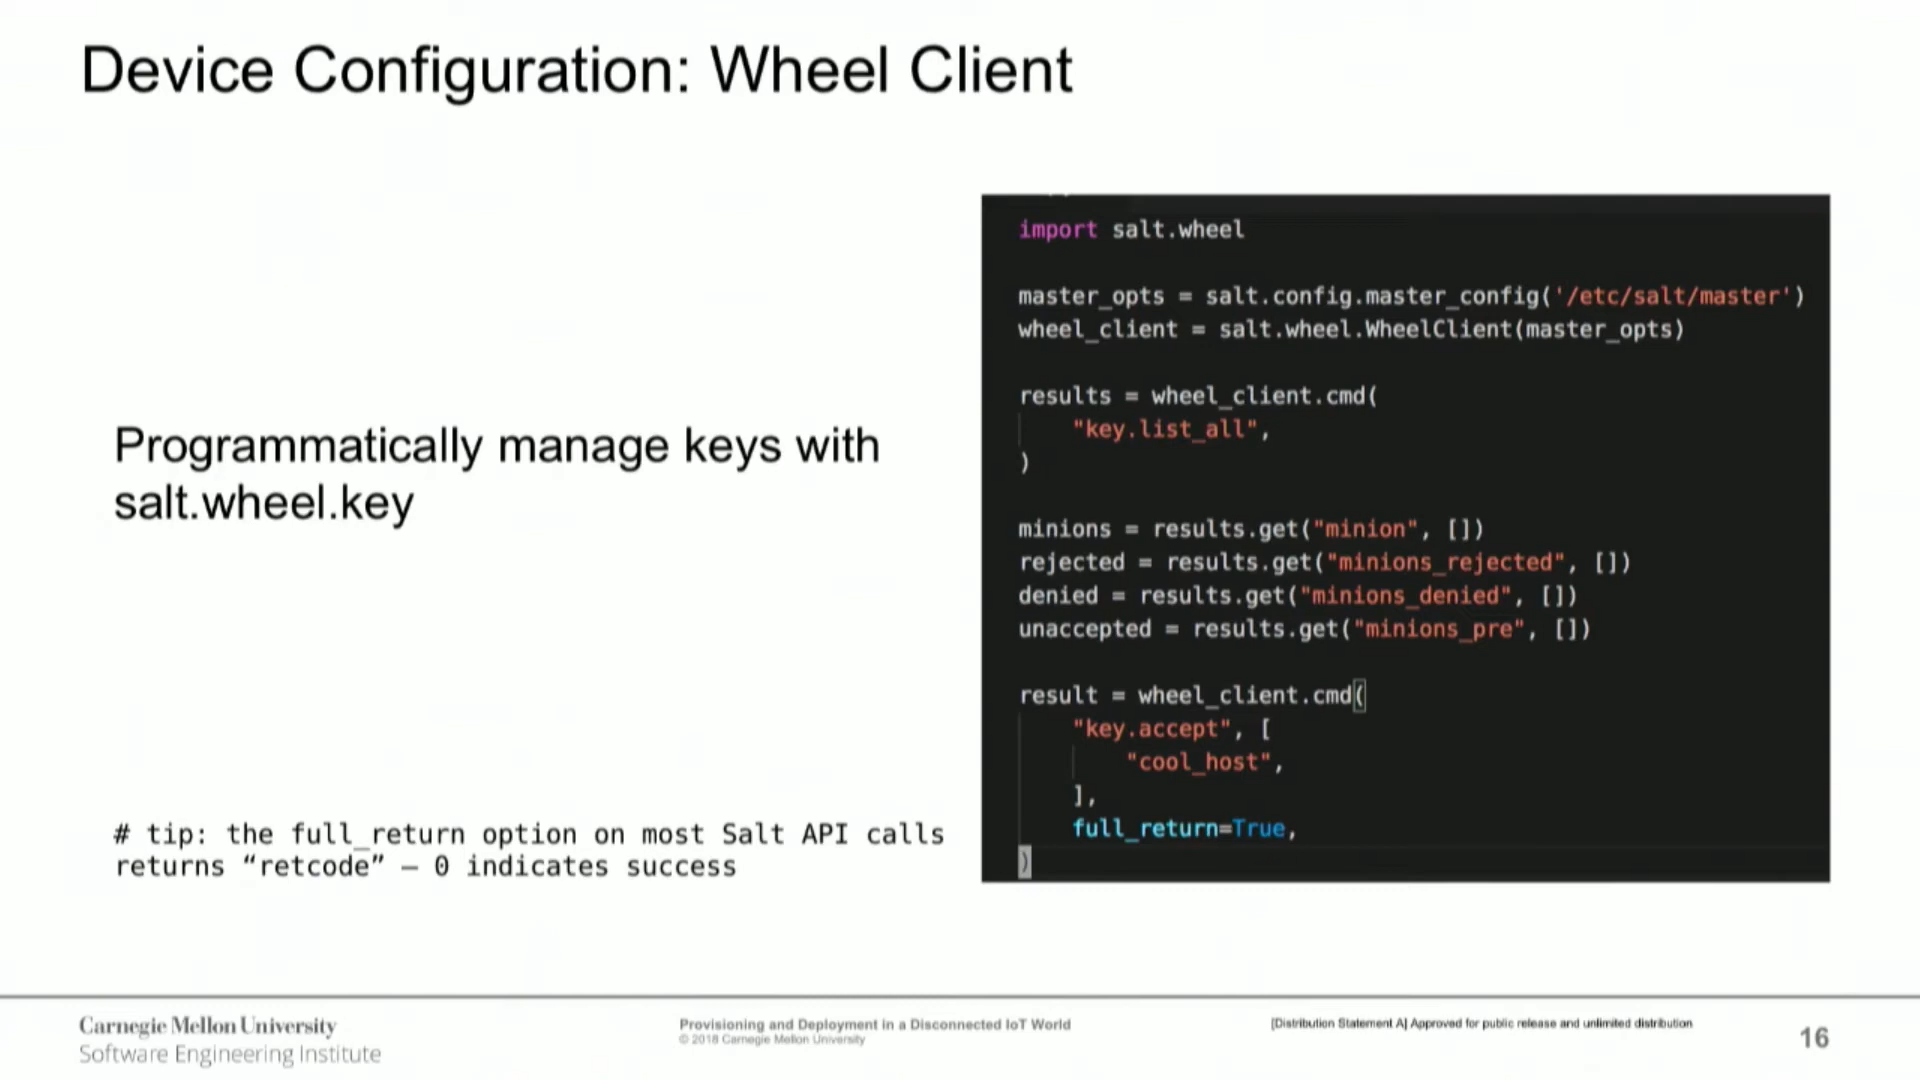 Device Configuration: Wheel Client
Programmatically manage keys with
salt.wheel.key
# tip: the full_return option on most Salt API calls
returns “retcode” – 0 indicates success
import salt.wheel
master_opts = salt.config.master_config('/etc/salt/master')
wheel_client = salt.wheel.WheelClient(master_opts)
results = wheel_client.cmd(
"key.list_all",
)
minions = results.get("minion", [])
rejected = results.get("minions_rejected", [])
denied = results.get("minions_denied", [])
unaccepted = results.get("minions_pre", [])
result = wheel_client.cmd(
"key.accept", [
"cool_host",
],
full_return=True,
)
Carnegie Mellon University
Software Engineering Institute
Provisioning and Deployment in a Disconnected IoT World
© 2018 Carnegie Mellon University
[Distribution Statement A] Approved for public release and unlimited distribution
16